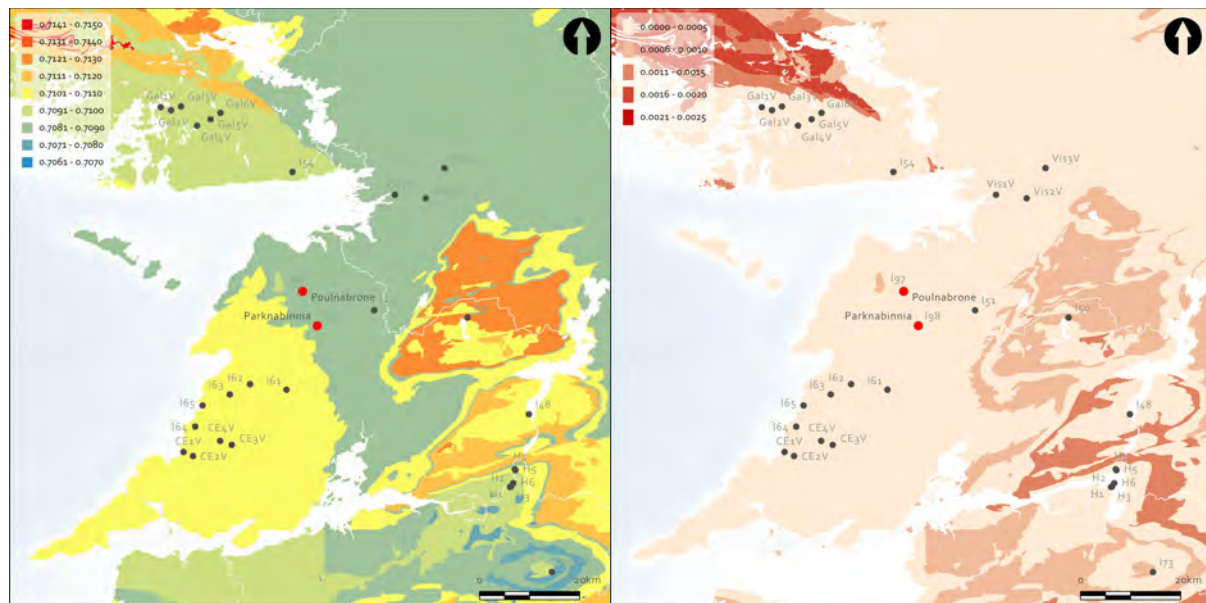 0.7141 - 0.7150
0.7131 - 0.7140
0.7121 - 0.7130
0.7111 - 0.7120
0.7101 - 0.7110
0.7091 - 0.7100
0.7081 - 0.7090
0.7071 - 0.7080
0.7061 - 0.7070
Gal1V
Gal3V
Gal6V
Gal2V
Gal5V
Gal4V
I54
Poulnabrone
Parknabinnia
I62
I61
I63
I65
I64
CE4V
CE1V
CE3V
CE2V
I48
H5
H2
H6
H1
H3
0
20km
0.0000 - 0.0005
0.0006 - 0.0010
0.0011 - 0.0015
0.0016 - 0.0020
0.0021 - 0.0025
Gal1V
Gal3V
Gal2V
Gal5V
Gal4V
I54
Vis3V
Vis1V
Vis2V
I97
Poulnabrone
I51
I50
Parknabinnia
I98
I62
I61
I63
I65
I48
I64
CE4V
CE1V
CE3V
CE2V
H5
H2
H6
H1
H3
I73
0
20km